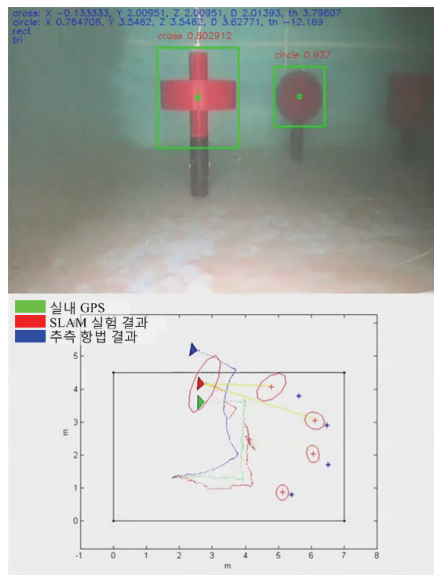 cross: X -0.133333, Y 2.00951, Z 2.00951, D 2.01393, th 3.79607
circle: X 0.764706, Y 3.5462, Z 3.5462, D 3.62771, th -12.169
rect
tri
cross 0.802912
circle 0.937
실내 GPS
SLAM 실험 결과
추측 항법 결과
5
4
3
2
1
0
m
-1 0 1 2 3 4 5 6 7 8
m